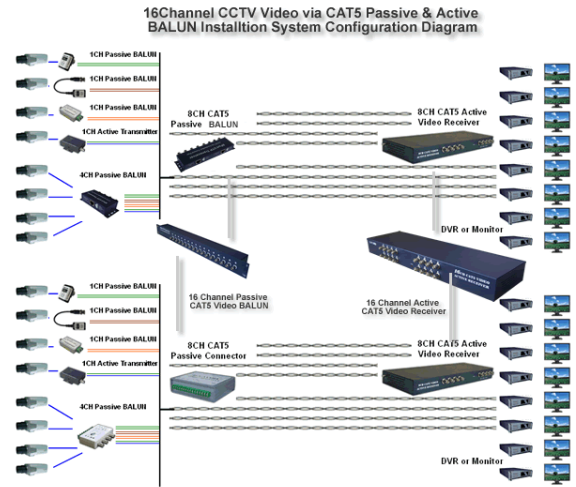 16Channel CCTV Video via CAT5 Passive & Active
BALUN Installtion System Configuration Diagram
1CH Passive BALUN
1CH Passive BALUN
1CH Passive BALUN
1CH Active Transmitter
4CH Passive BALUN
8CH CAT5
Passive BALUN
8CH CAT5 Active
Video Receiver
DVR or Monitor
16 Channel Passive
CAT5 Video BALUN
16 Channel Active
CAT5 Video Receiver
1CH Passive BALUN
1CH Passive BALUN
1CH Passive BALUN
1CH Active Transmitter
4CH Passive BALUN
8CH CAT5
Passive Connector
8CH CAT5 Active
Video Receiver
DVR or Monitor